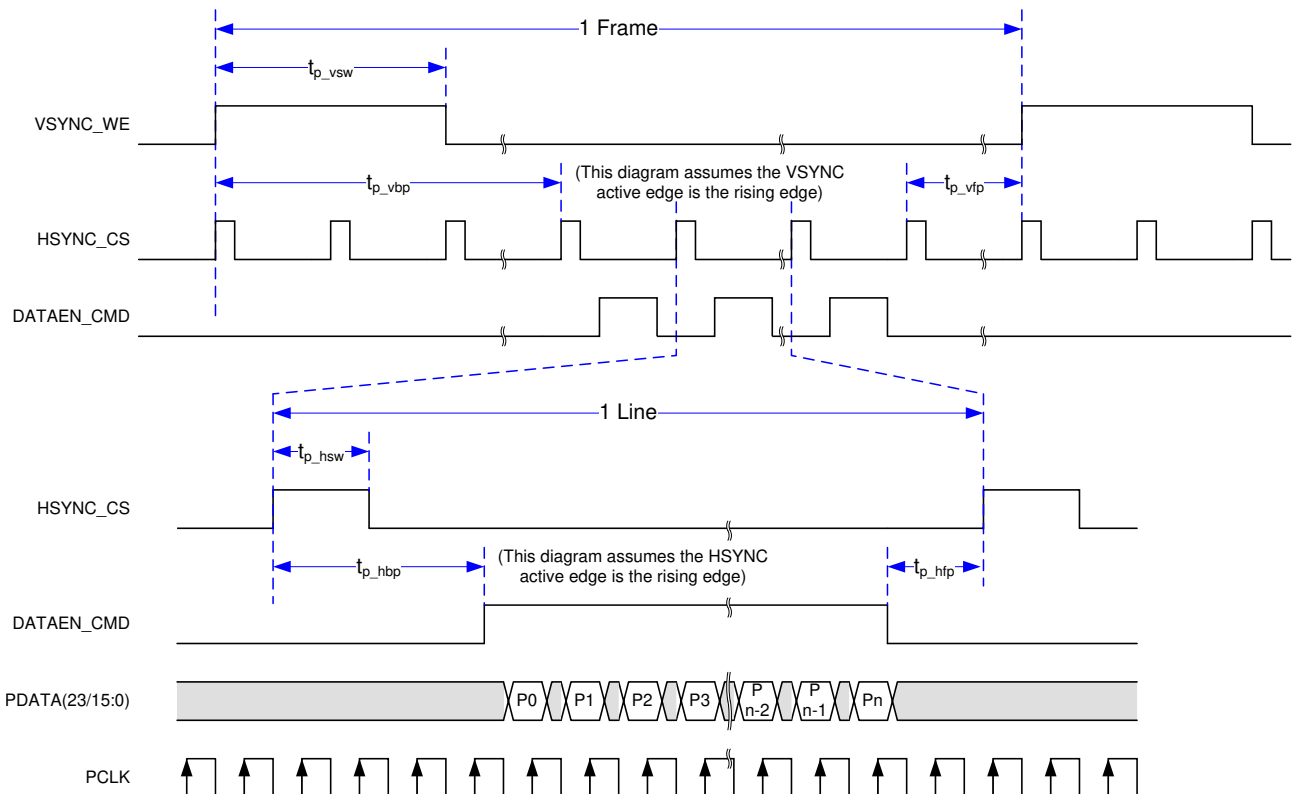 1 Frame
tp_vsw
VSYNC_WE
tp_vbp
(This diagram assumes the VSYNC
active edge is the rising edge)
tp_vfp
HSYNC_CS
DATAEN_CMD
1 Line
tp_hsw
HSYNC_CS
tp_hbp
(This diagram assumes the HSYNC
active edge is the rising edge)
tp_hfp
DATAEN_CMD
PDATA(23/15:0)
P0
P1
P2
P3
P
n-2
P
n-1
Pn
PCLK